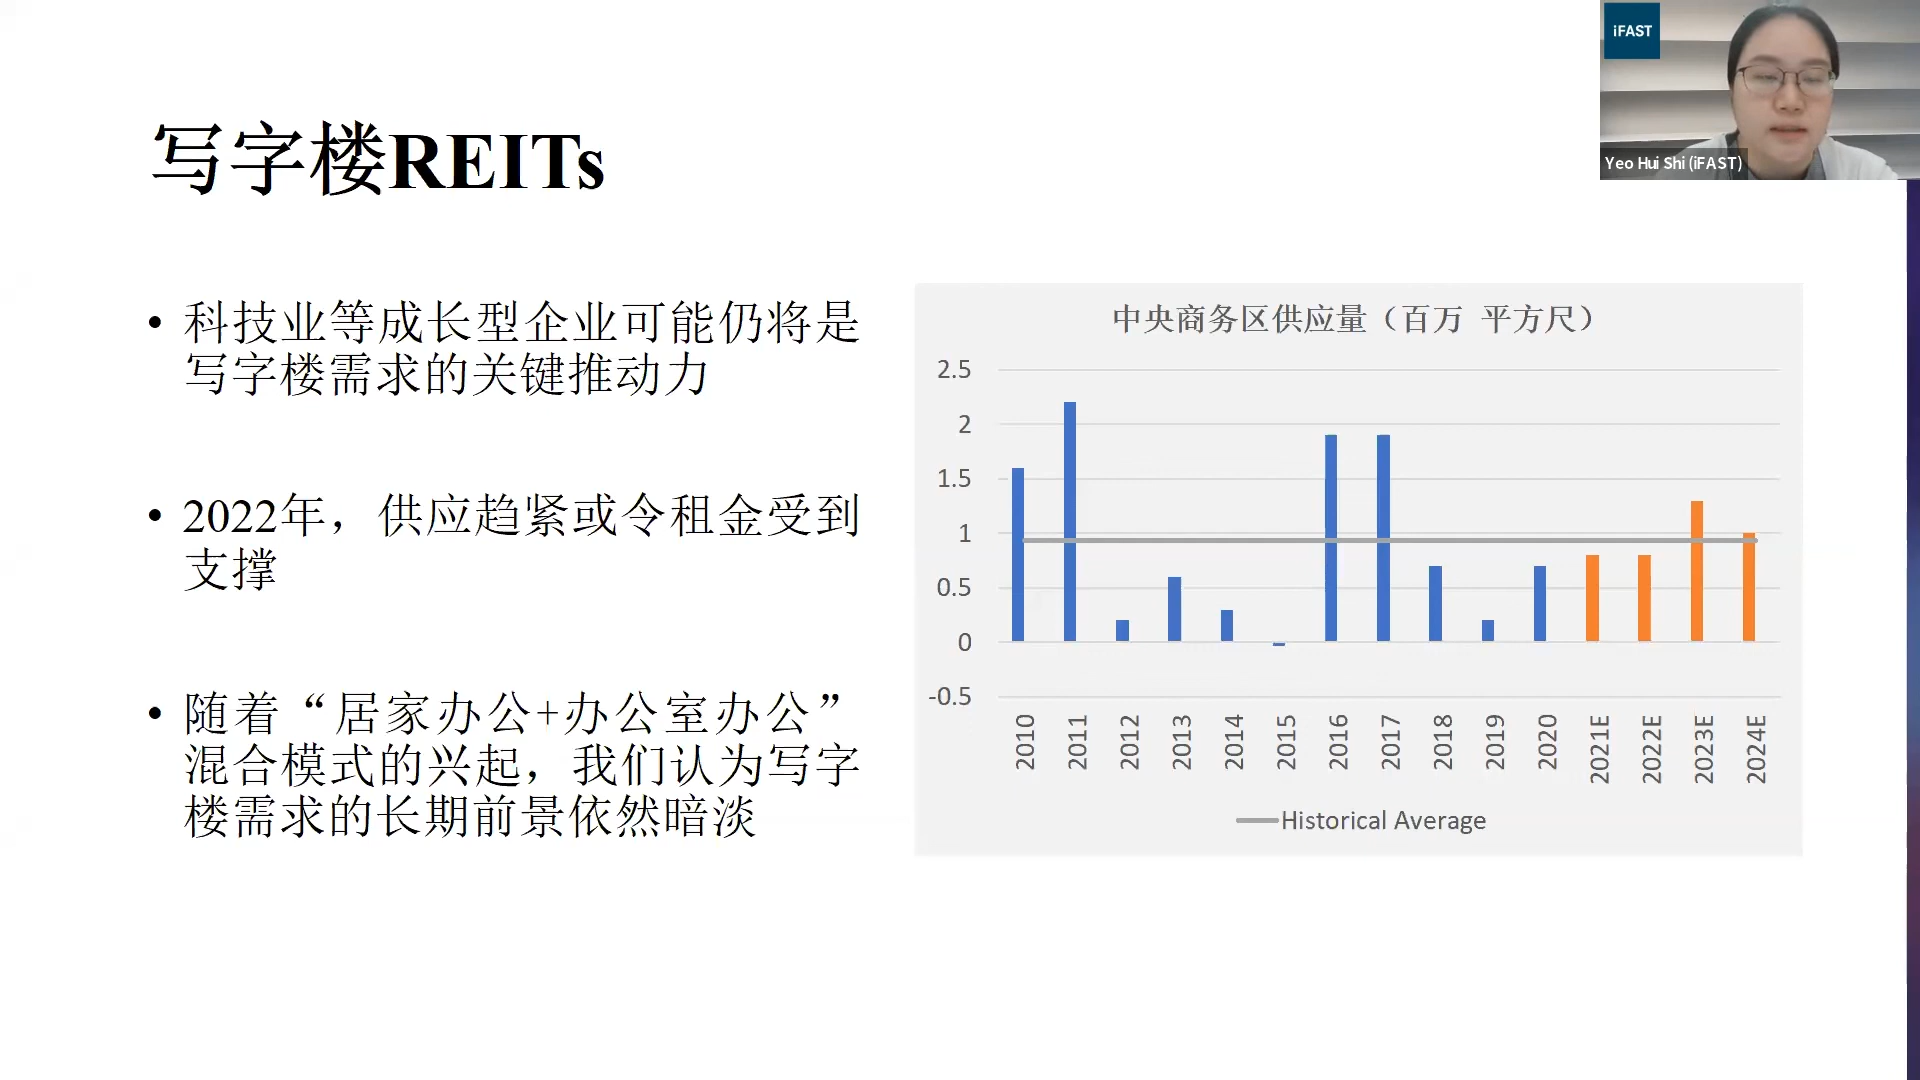 iFAST
Yeo Hui Shi (iFAST)
写字楼REITs
• 科技业等成长型企业可能仍将是
写字楼需求的关键推动力
• 2022年，供应趋紧或令租金受到
支撑
• 随着“居家办公+办公室办公”
混合模式的兴起，我们认为写字
楼需求的长期前景依然暗淡
中央商务区供应量（百万 平方尺）
2.5
2
1.5
1
0.5
0
-0.5
2010
2011
2012
2013
2014
2015
2016
2017
2018
2019
2020
2021E
2022E
2023E
2024E
Historical Average